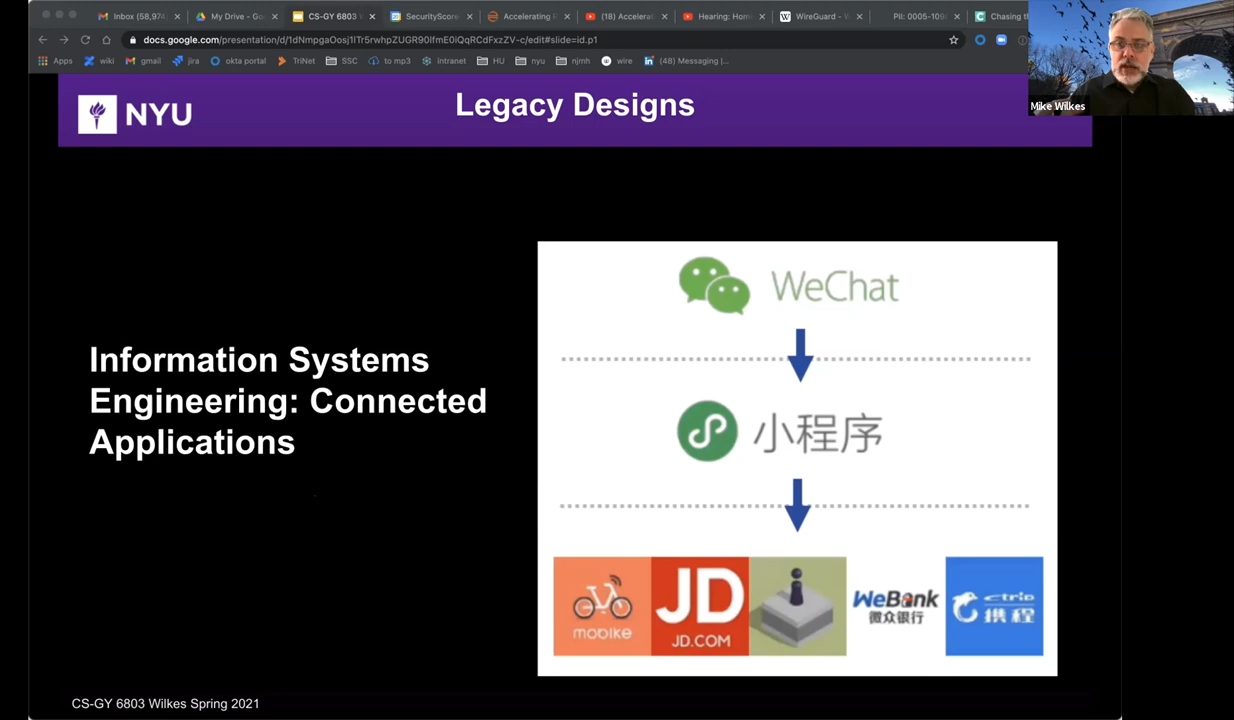 Inbox (58,974
My Drive - Go
CS-GY 6803
SecurityScore
Accelerating
(18) Accelera
Hearing: Hom
WireGuard
PII: 0005-109
Chasing th
docs.google.com/presentation/d/1dNmpgaOosj1lTr5rwhpZUGR90lfmE0iQqRCdFxzZV-c/edit#slide=id.p1
Apps wiki gmail jira okta portal TriNet SSC to mp3 Intranet HU nyu njmh wire (48) Messaging |...
Mike Wilkes
NYU
Legacy Designs
WeChat
Information Systems
Engineering: Connected
Applications
小程序
mobike
JD
JD.COM
WeBank
微众银行
ctrip
携程
CS-GY 6803 Wilkes Spring 2021